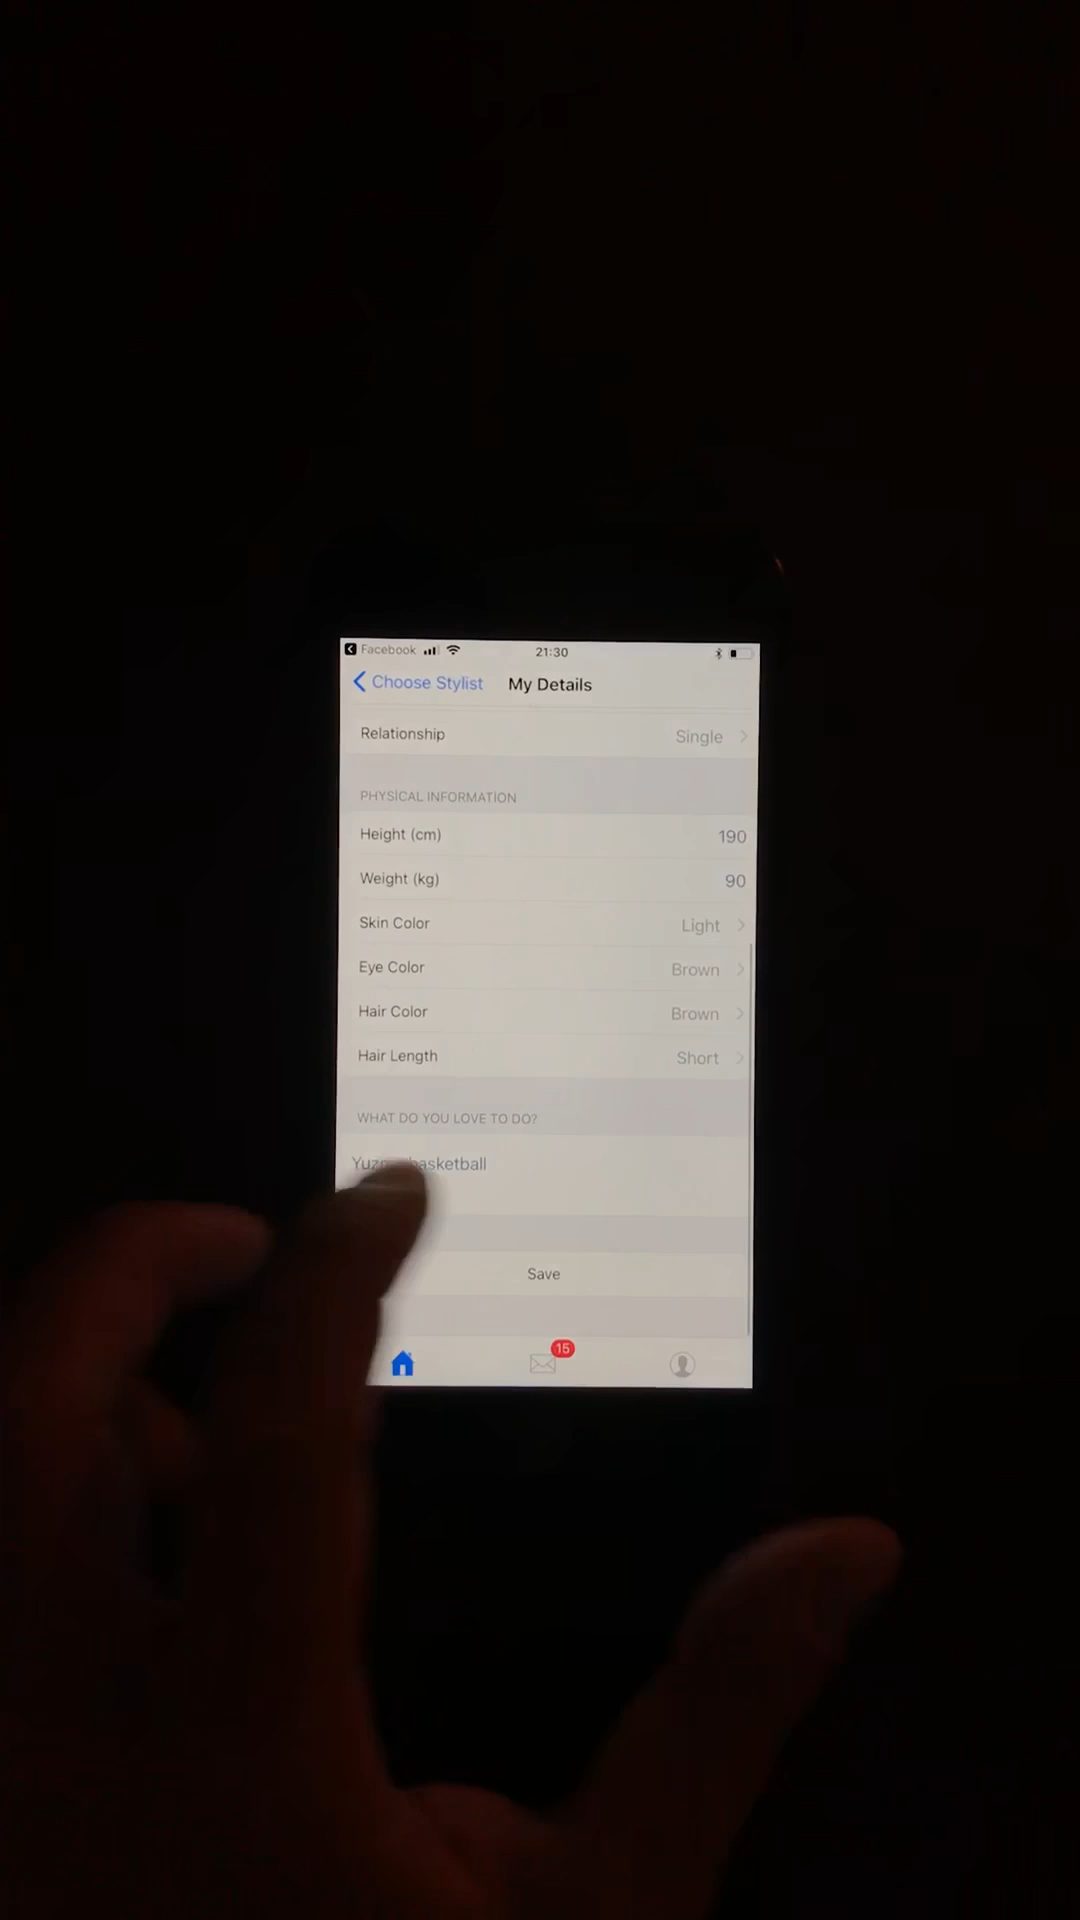 Facebook 21:30
Choose Stylist My Details
Relationship Single
PHYSICAL INFORMATION
Height (cm) 190
Weight (kg) 90
Skin Color Light
Eye Color Brown
Hair Color Brown
Hair Length Short
WHAT DO YOU LOVE TO DO?
basketball
Save
15